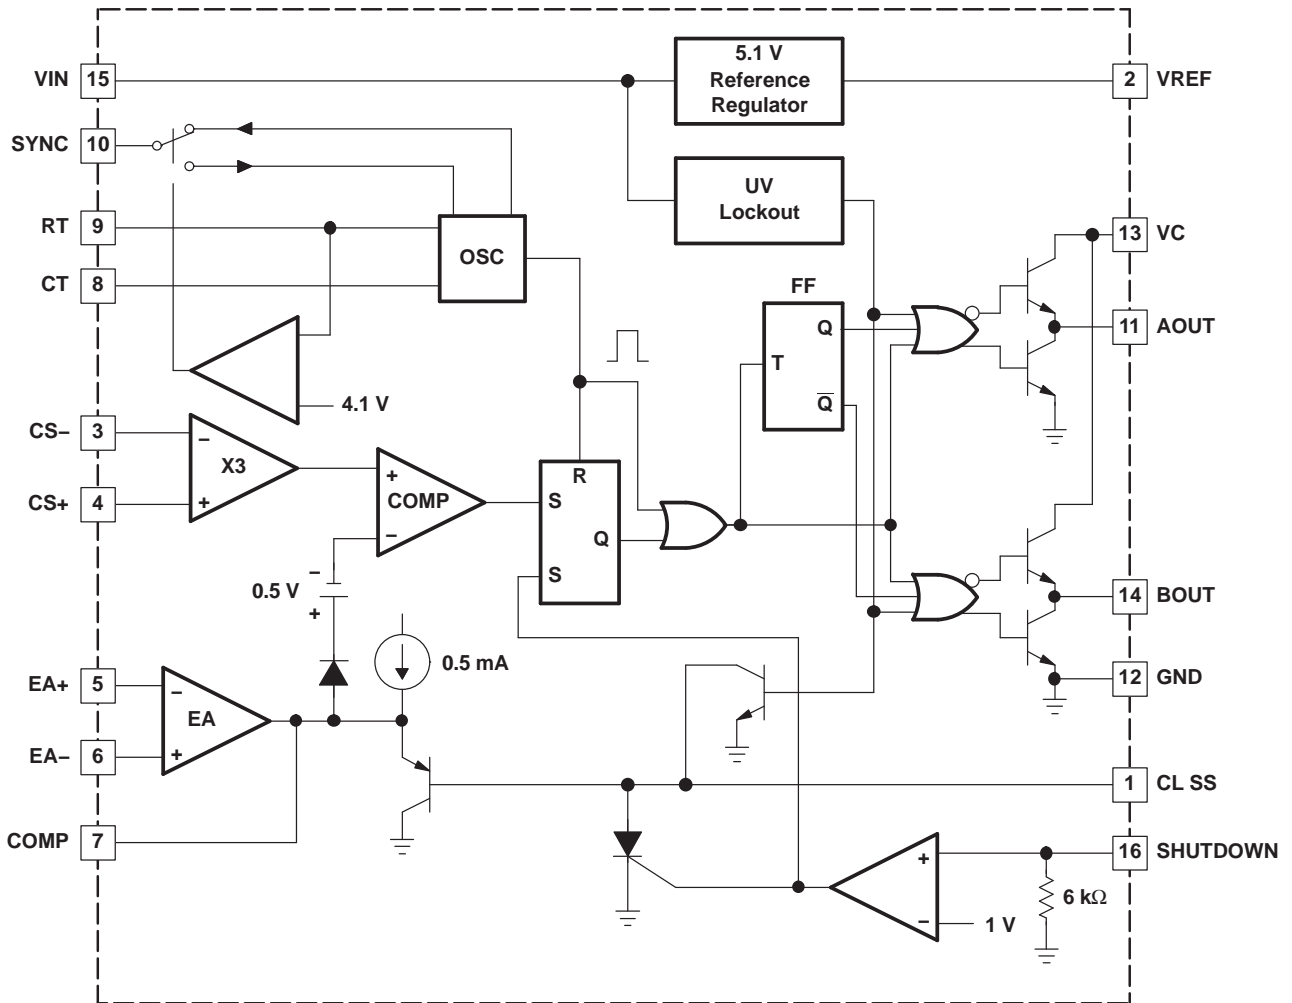 5.1 V
Reference
Regulator
VIN 15
2 VREF
SYNC 10
UV
Lockout
RT 9
OSC
CT 8
13 VC
FF
Q
T
Q̅
11 AOUT
4.1 V
CS– 3
–
X3
+
CS+ 4
+
COMP
–
R
S
Q
S
–
0.5 V
+
14 BOUT
0.5 mA
EA+ 5
–
EA
+
EA– 6
12 GND
1 CL SS
COMP 7
16 SHUTDOWN
+
6 kΩ
–
1 V